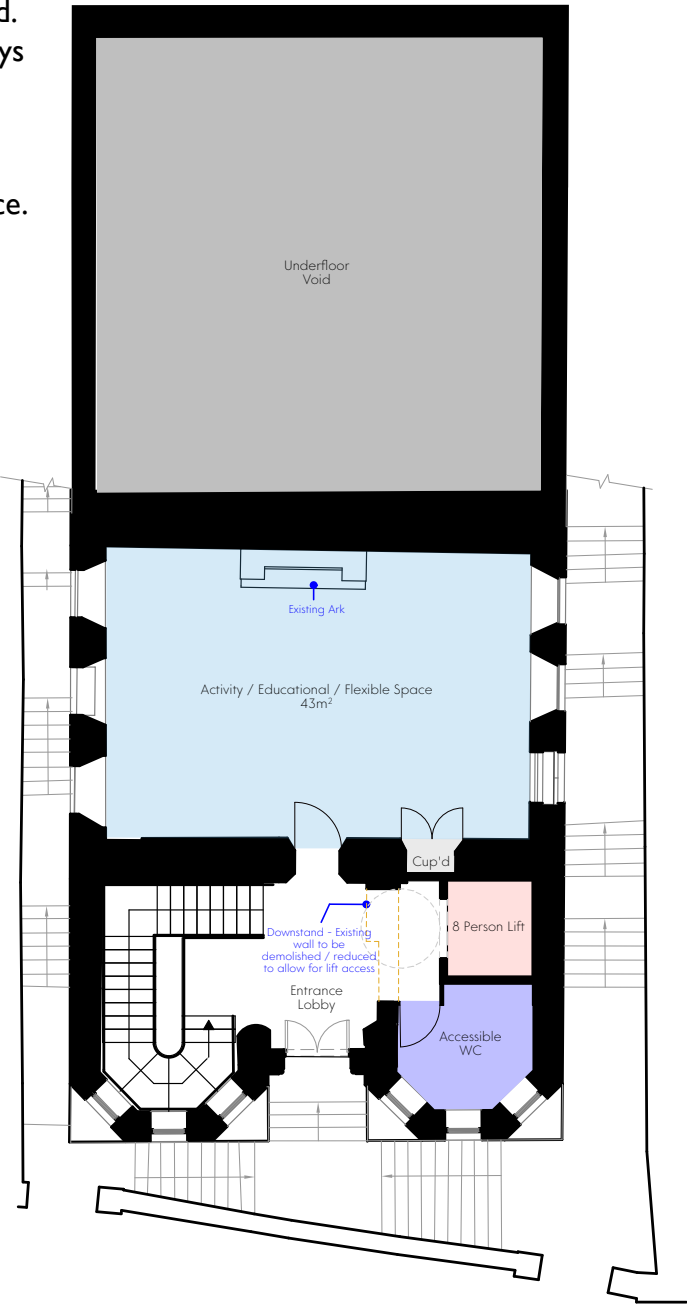 d.
ys
ce.
Underfloor
Void
Existing Ark
Activity / Educational / Flexible Space
43m²
Cup'd
8 Person Lift
Downstand - Existing
wall to be
demolished / reduced
to allow for lift access
Entrance
Lobby
Accessible
WC